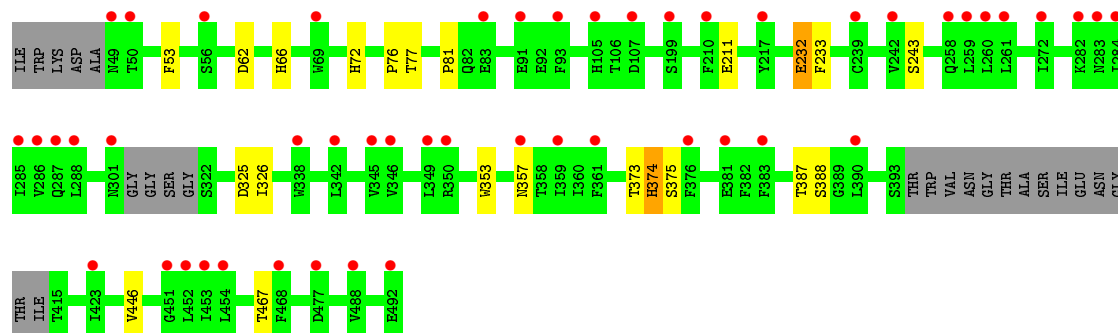 ILE TRP LYS ASP ALA N49 T50 F53 S56 D62 H66 W69 H72 P76 T77 P81 Q82 E83 E91 E92 F93 H105 T106 D107 S199 F210 E211 Y217 E232 F233 C239 V242 S243 Q258 L259 L260 L261 I272 K282 N283
I285 V286 Q287 L288 N301 GLY GLY SER GLY S322 D325 I326 W338 L342 V345 V346 L349 R350 W353 N357 T358 I359 I360 F361 T373 H374 S375 F376 E381 F382 F383 T387 S388 G389 L390 S393 THR TRP VAL ASN GLY THR ALA SER ILE GLU ASN GLY
THR ILE T415 I423 V446 G451 L452 I453 L454 T467 F468 D477 V488 E492